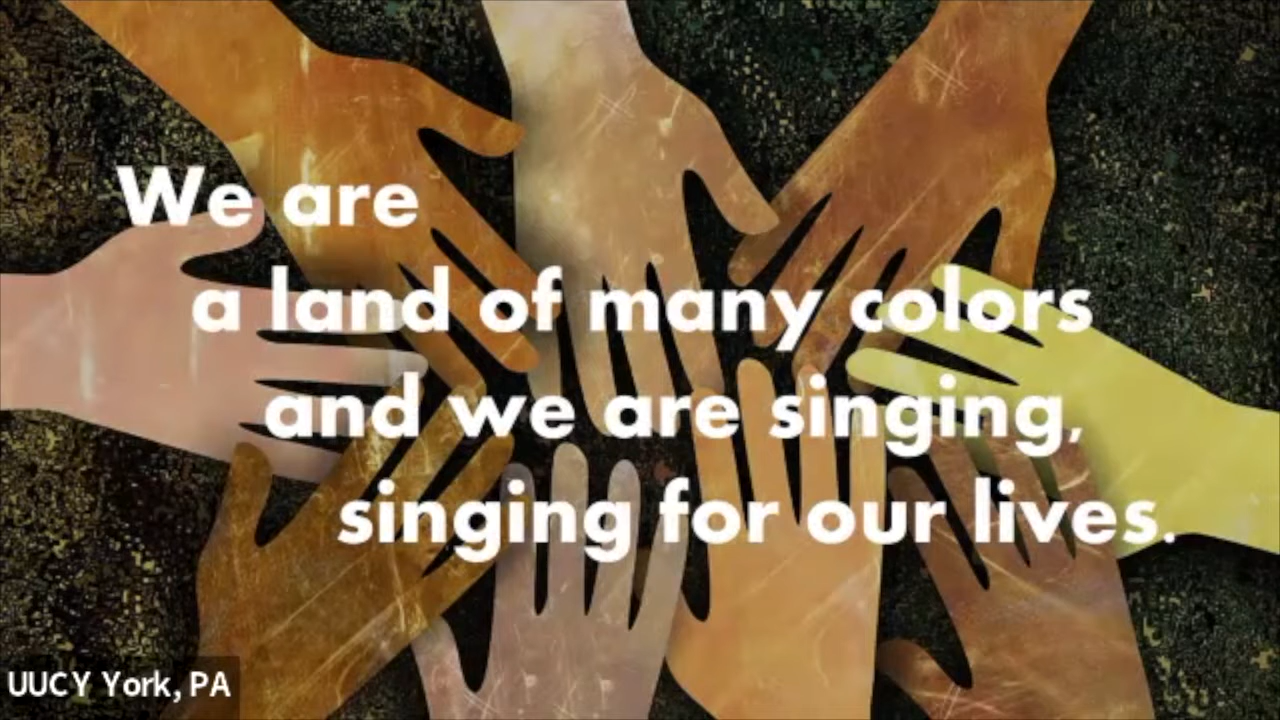 We are
a land of many colors
and we are singing,
singing for our lives.
UUCY York, PA